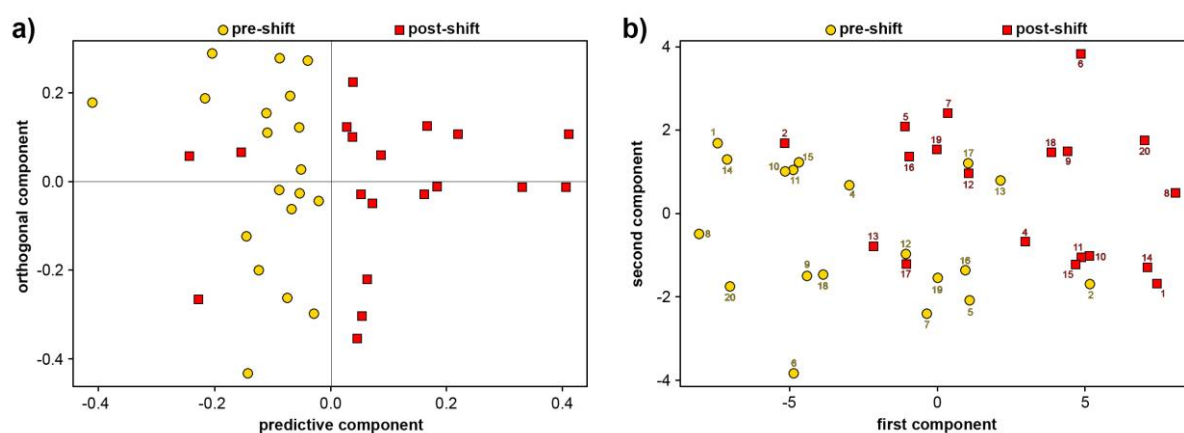 a)
pre-shift post-shift
0.2
0.0
-0.2
-0.4
orthogonal component
-0.4 -0.2 0.0 0.2 0.4
predictive component
b)
pre-shift post-shift
4
2
0
-2
-4
second component
6
7
5
1 2 19 18 9 20
17
14 10 15 16
11 12 13
4 8
8 13 12 4
17 16 11 10 14
9 18 15
20 19 2 1
7 5
6
-5 0 5
first component